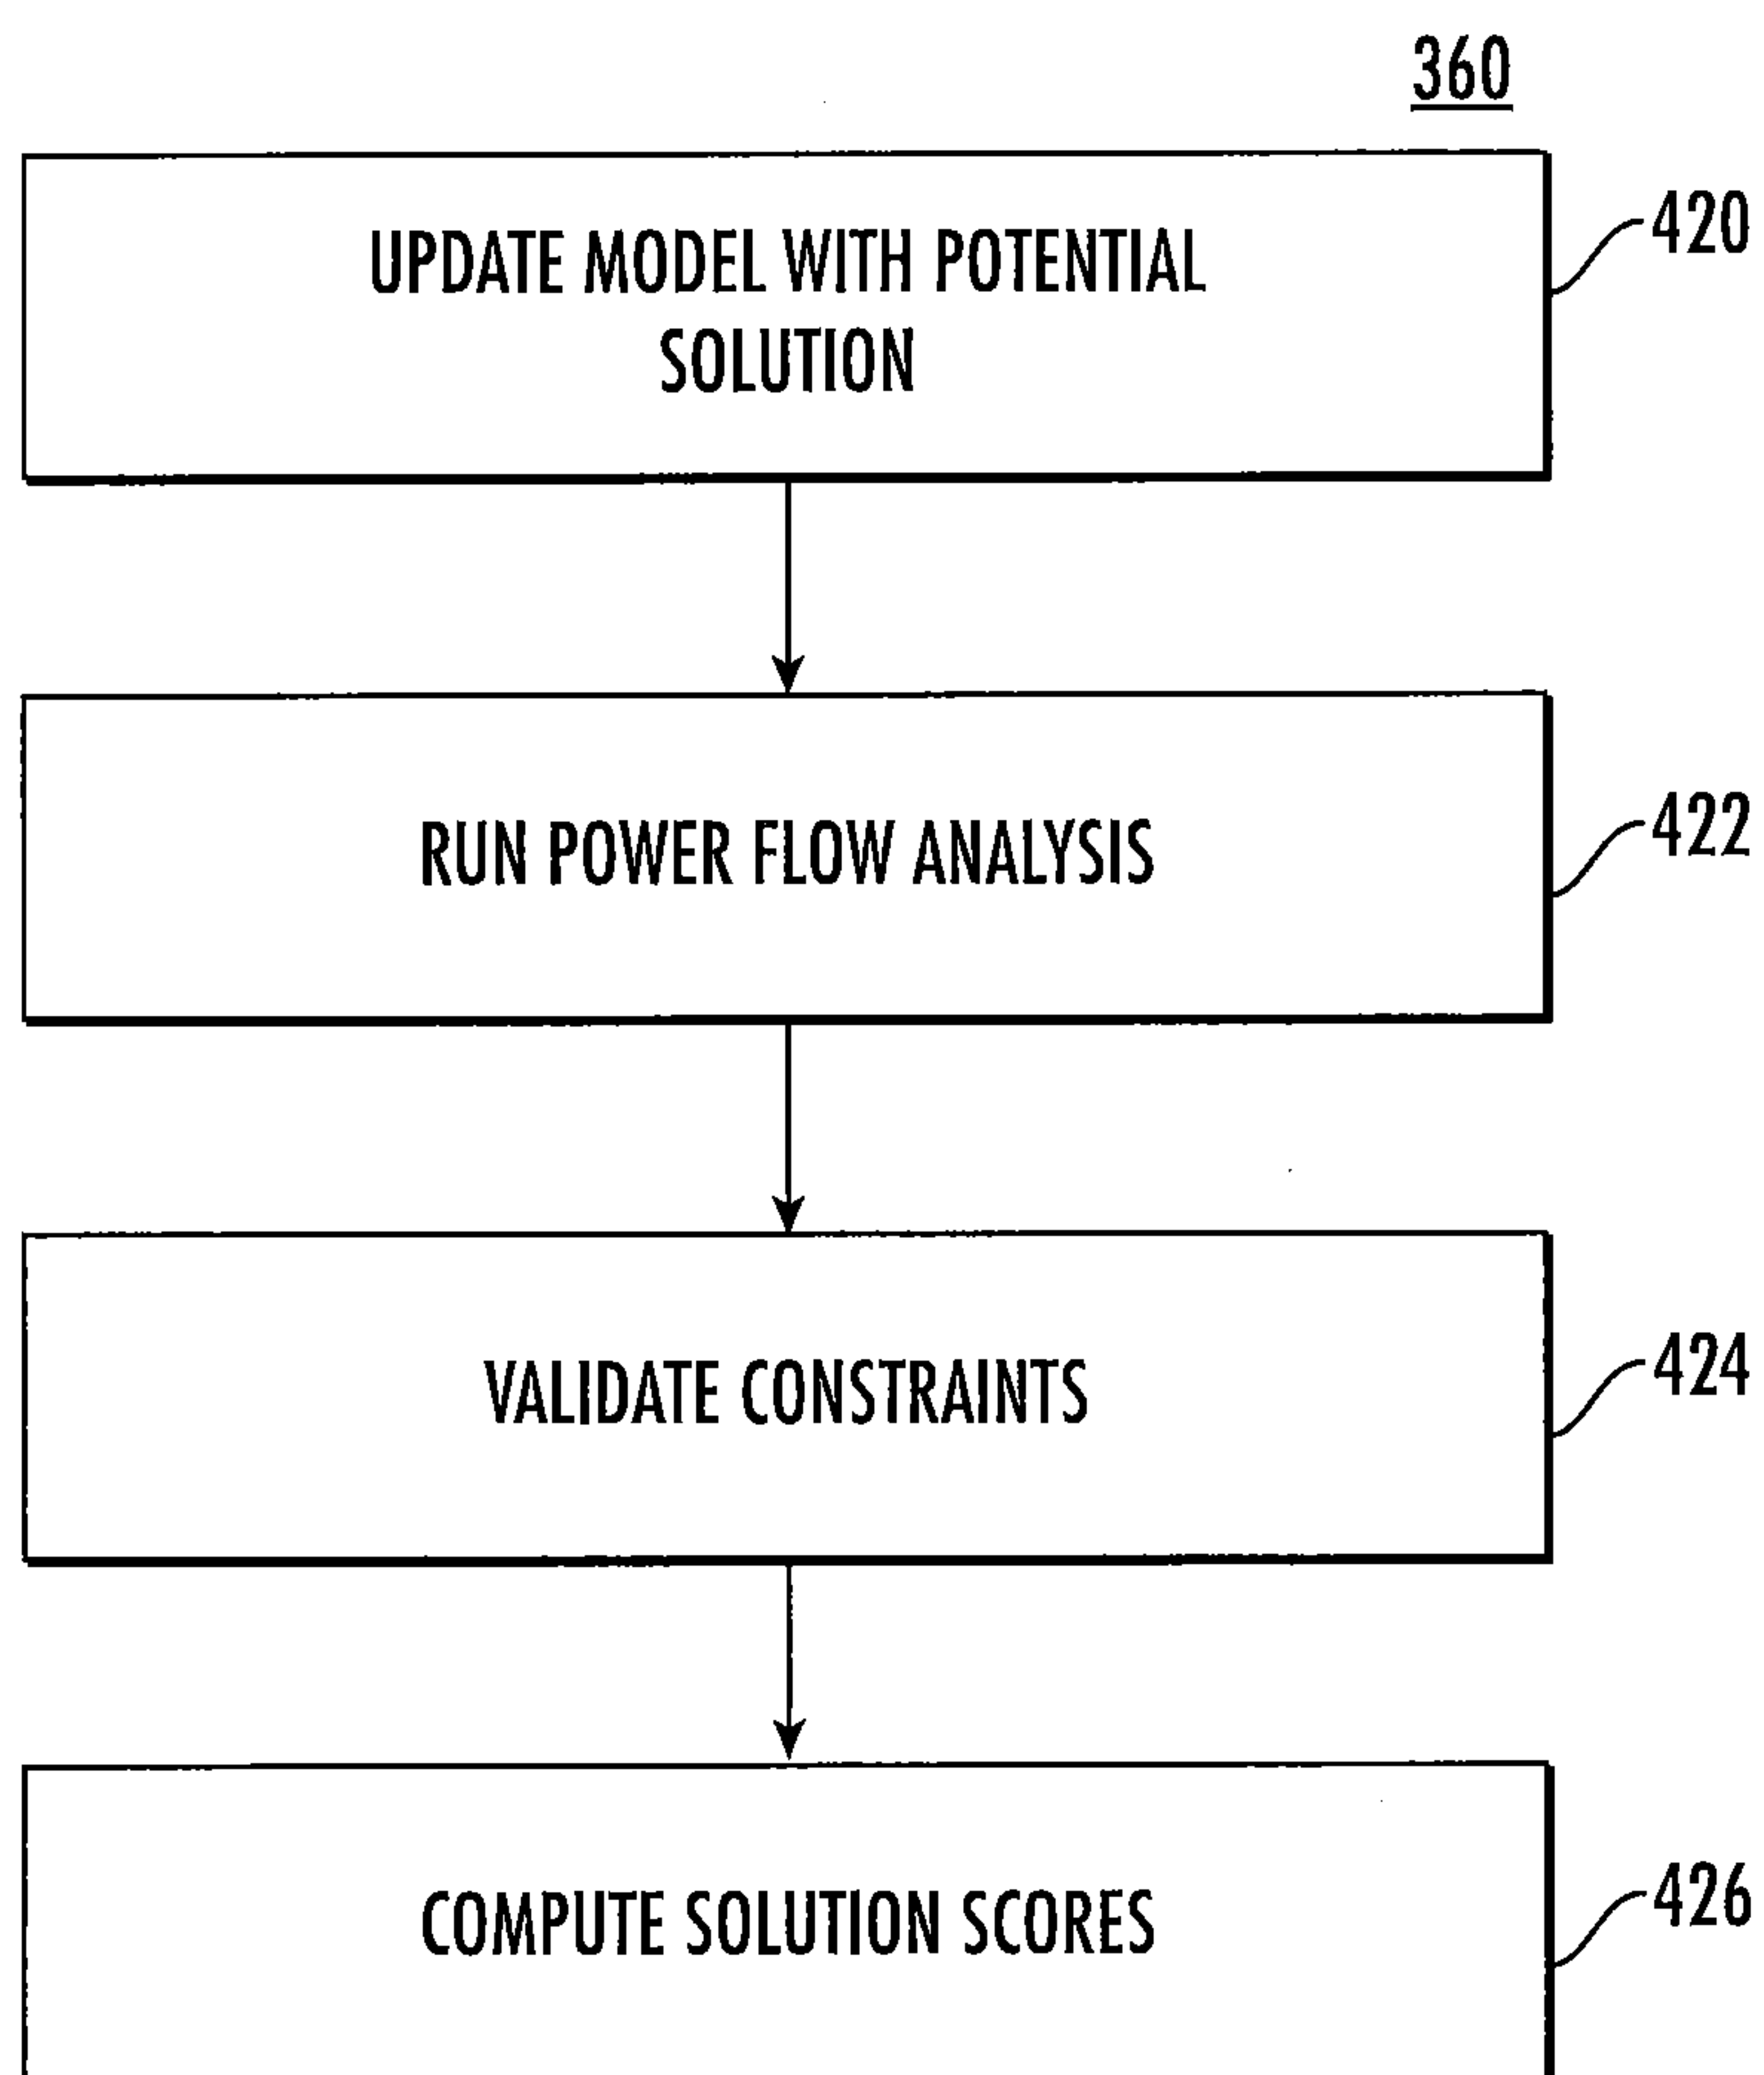 360
UPDATE MODEL WITH POTENTIAL
SOLUTION
420
RUN POWER FLOW ANALYSIS
422
VALIDATE CONSTRAINTS
424
COMPUTE SOLUTION SCORES
426